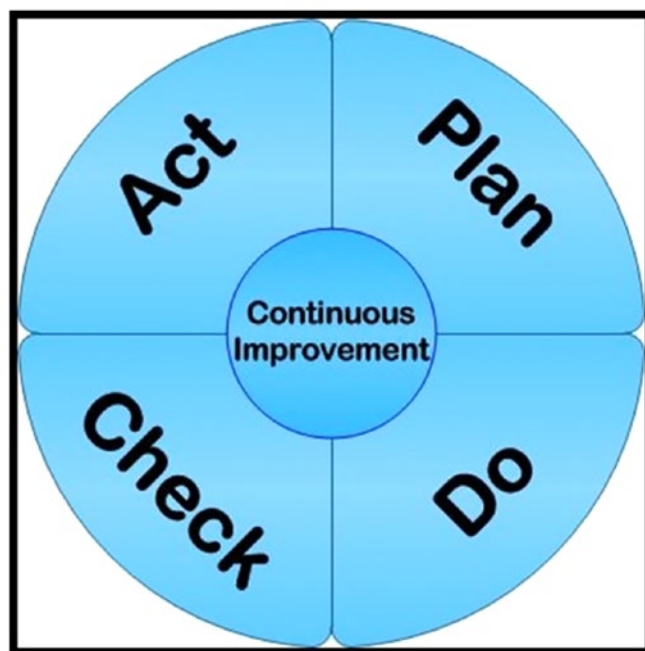 Act
Plan
Continuous
Improvement
Check
Do